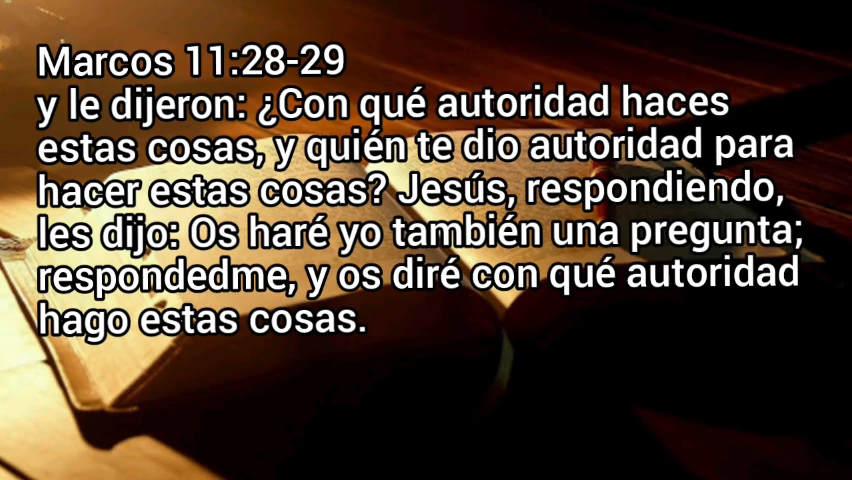 Marcos 11:28-29
y le dijeron: ¿Con qué autoridad haces
estas cosas, y quién te dio autoridad para
hacer estas cosas? Jesús, respondiendo,
les dijo: Os haré yo también una pregunta;
respondedme, y os diré con qué autoridad
hago estas cosas.